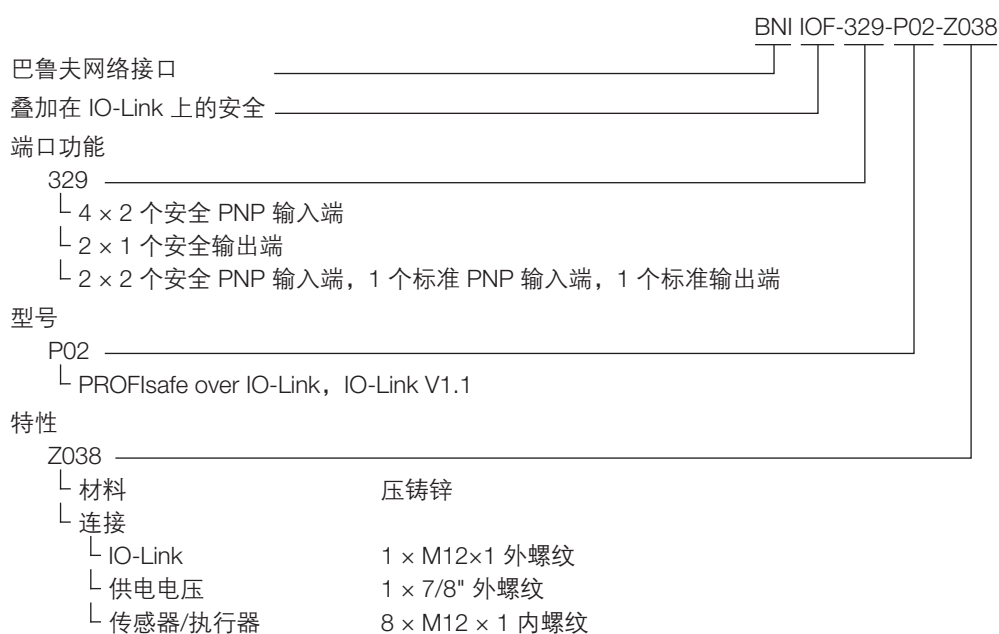 BNI IOF-329-P02-Z038
巴鲁夫网络接口
叠加在 IO-Link 上的安全
端口功能
329
4 × 2 个安全 PNP 输入端
2 × 1 个安全输出端
2 × 2 个安全 PNP 输入端，1 个标准 PNP 输入端，1 个标准输出端
型号
P02
PROFIsafe over IO-Link，IO-Link V1.1
特性
Z038
材料 压铸锌
连接
IO-Link 1 × M12×1 外螺纹
供电电压 1 × 7/8" 外螺纹
传感器/执行器 8 × M12 × 1 内螺纹